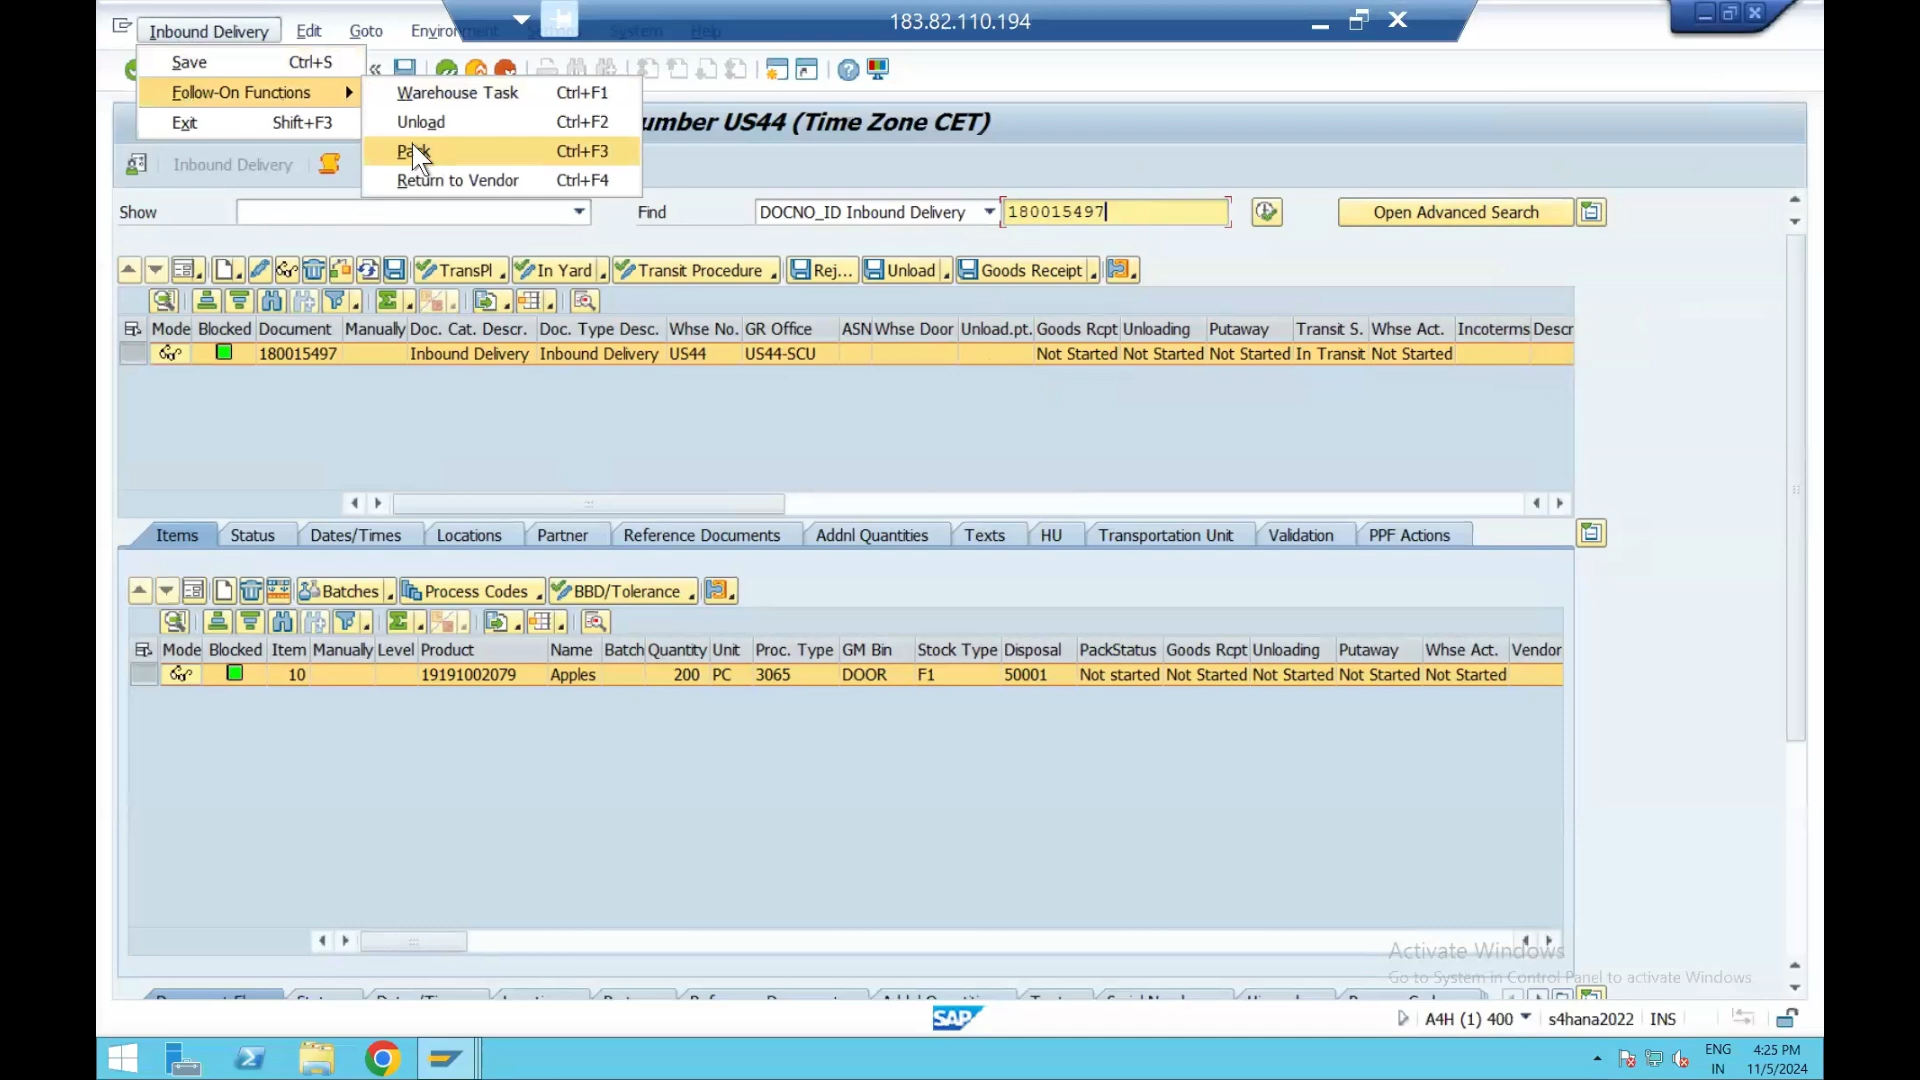 183.82.110.194
Inbound Delivery Edit Goto
Save Ctrl+S
Follow-On Functions Warehouse Task Ctrl+F1
Exit Shift+F3 Unload Ctrl+F2
umber US44 (Time Zone CET)
Ctrl+F3
Inbound Delivery
Return to Vendor Ctrl+F4
Show Find DOCNO_ID Inbound Delivery 180015497 Open Advanced Search
TransPl In Yard Transit Procedure Rej... Unload Goods Receipt
Mode Blocked Document Manually Doc. Cat. Descr. Doc. Type Desc. Whse No. GR Office ASN Whse Door Unload.pt. Goods Rcpt Unloading Putaway Transit S. Whse Act. Incoterms Descr
180015497 Inbound Delivery Inbound Delivery US44 US44-SCU Not Started Not Started Not Started In Transit Not Started
Items Status Dates/Times Locations Partner Reference Documents Addnl Quantities Texts HU Transportation Unit Validation PPF Actions
Batches Process Codes BBD/Tolerance
Mode Blocked Item Manually Level Product Name Batch Quantity Unit Proc. Type GM Bin Stock Type Disposal PackStatus Goods Rcpt Unloading Putaway Whse Act. Vendor
10 19191002079 Apples 200 PC 3065 DOOR F1 50001 Not started Not Started Not Started Not Started Not Started
Activate Windows
Go to System in Control Panel to activate Windows.
SAP A4H (1) 400 s4hana2022 INS
ENG 4:25 PM
IN 11/5/2024